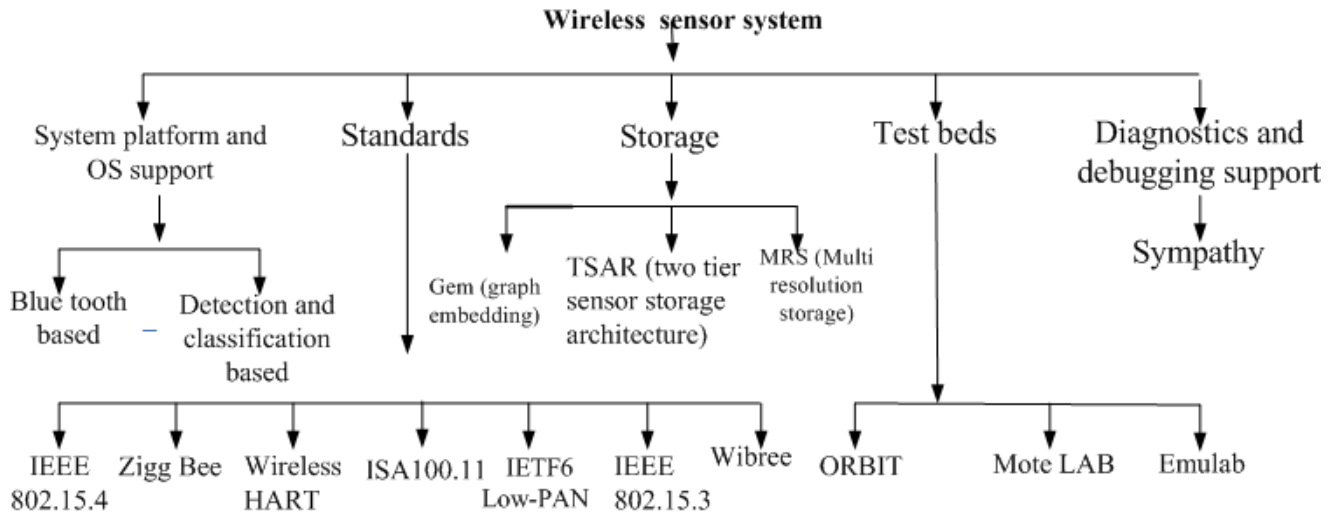 Wireless sensor system
System platform and
OS support
Standards
Storage
Test beds
Diagnostics and
debugging support
Blue tooth
based
Detection and
classification
based
Gem (graph
embedding)
TSAR (two tier
sensor storage
architecture)
MRS (Multi
resolution
storage)
Sympathy
IEEE
802.15.4
Zigg Bee
Wireless
HART
ISA100.11
IETF6
Low-PAN
IEEE
802.15.3
Wibree
ORBIT
Mote LAB
Emulab